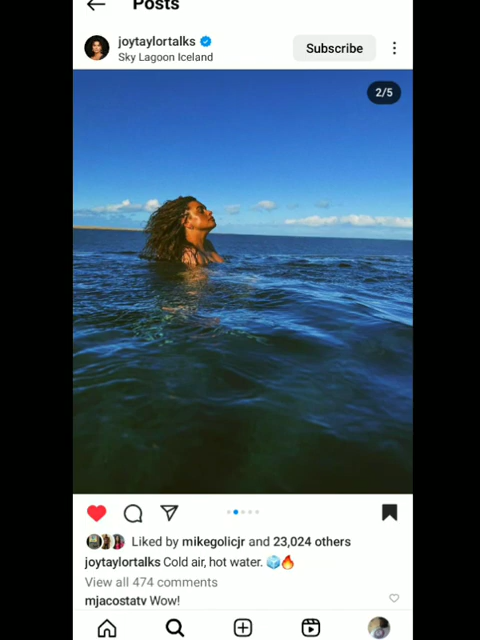 Posts
joytaylortalks
Sky Lagoon Iceland
Subscribe
2/5
Liked by mikegolicjr and 23,024 others
joytaylortalks Cold air, hot water. 🧊🔥
View all 474 comments
mjacostatv Wow!